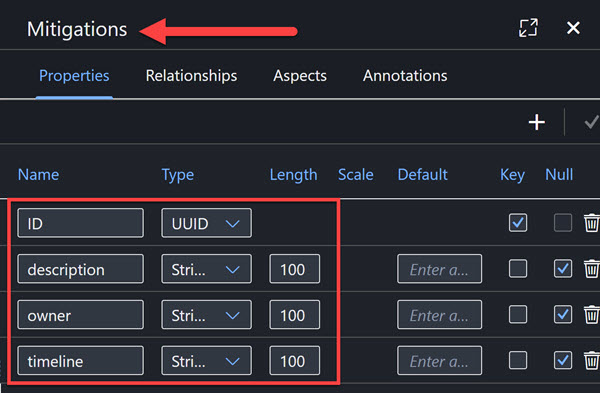 Mitigations
Properties Relationships Aspects Annotations
Name Type Length Scale Default Key Null
ID UUID
description Stri... 100 Enter a...
owner Stri... 100 Enter a...
timeline Stri... 100 Enter a...